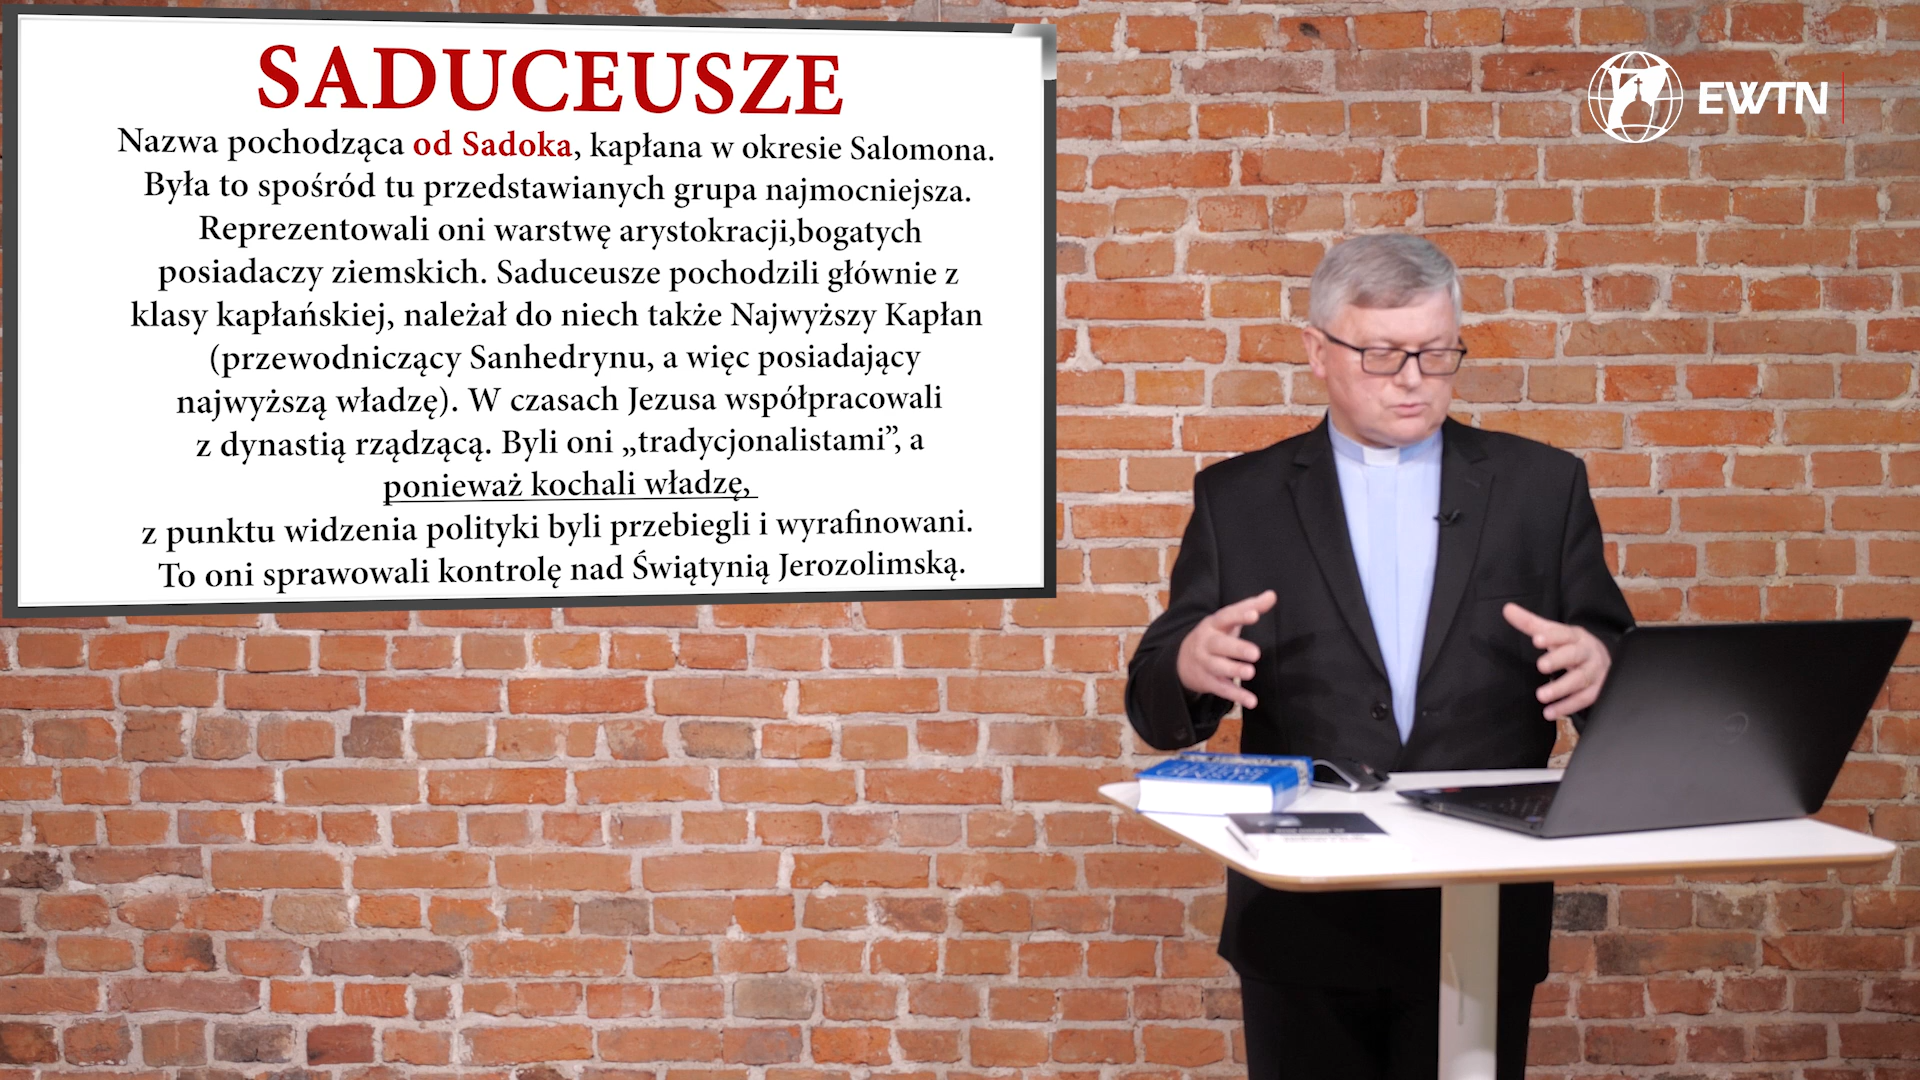 SADUCEUSZE
Nazwa pochodząca od Sadoka, kapłana w okresie Salomona.
Była to spośród tu przedstawianych grupa najmocniejsza.
Reprezentowali oni warstwę arystokracji,bogatych
posiadaczy ziemskich. Saduceusze pochodzili głównie z
klasy kapłańskiej, należał do niech także Najwyższy Kapłan
(przewodniczący Sanhedrynu, a więc posiadający
najwyższą władzę). W czasach Jezusa współpracowali
z dynastią rządzącą. Byli oni „tradycjonalistami”, a
ponieważ kochali władzę,
z punktu widzenia polityki byli przebiegli i wyrafinowani.
To oni sprawowali kontrolę nad Świątynią Jerozolimską.
EWTN